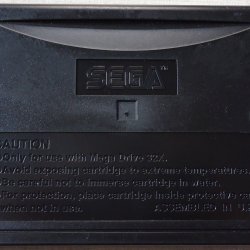 SEGA™
CAUTION
•Only for use with Mega Drive 32X.
•Avoid exposing cartridge to extreme temperatures.
•Be careful not to immerse cartridge in water.
•For protection, place cartridge inside protective
when not in use.
ASSEMBLED IN